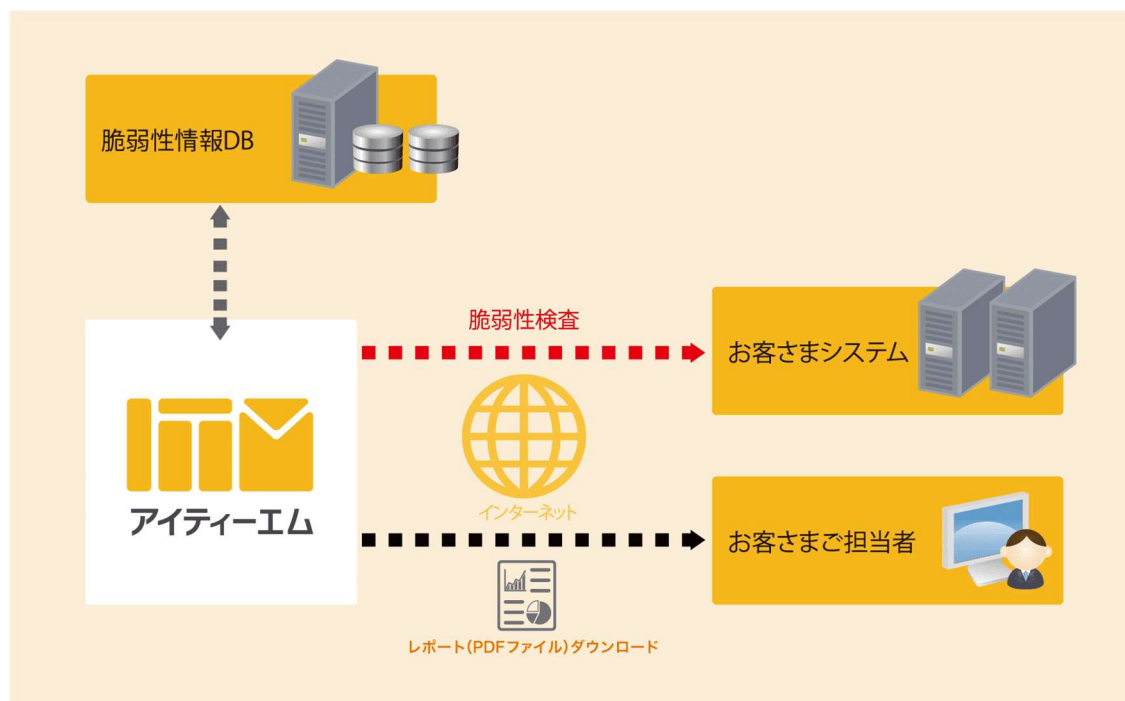 脆弱性情報DB
脆弱性検査
お客さまシステム
アイティーエム
インターネット
お客さまご担当者
レポート(PDFファイル)ダウンロード